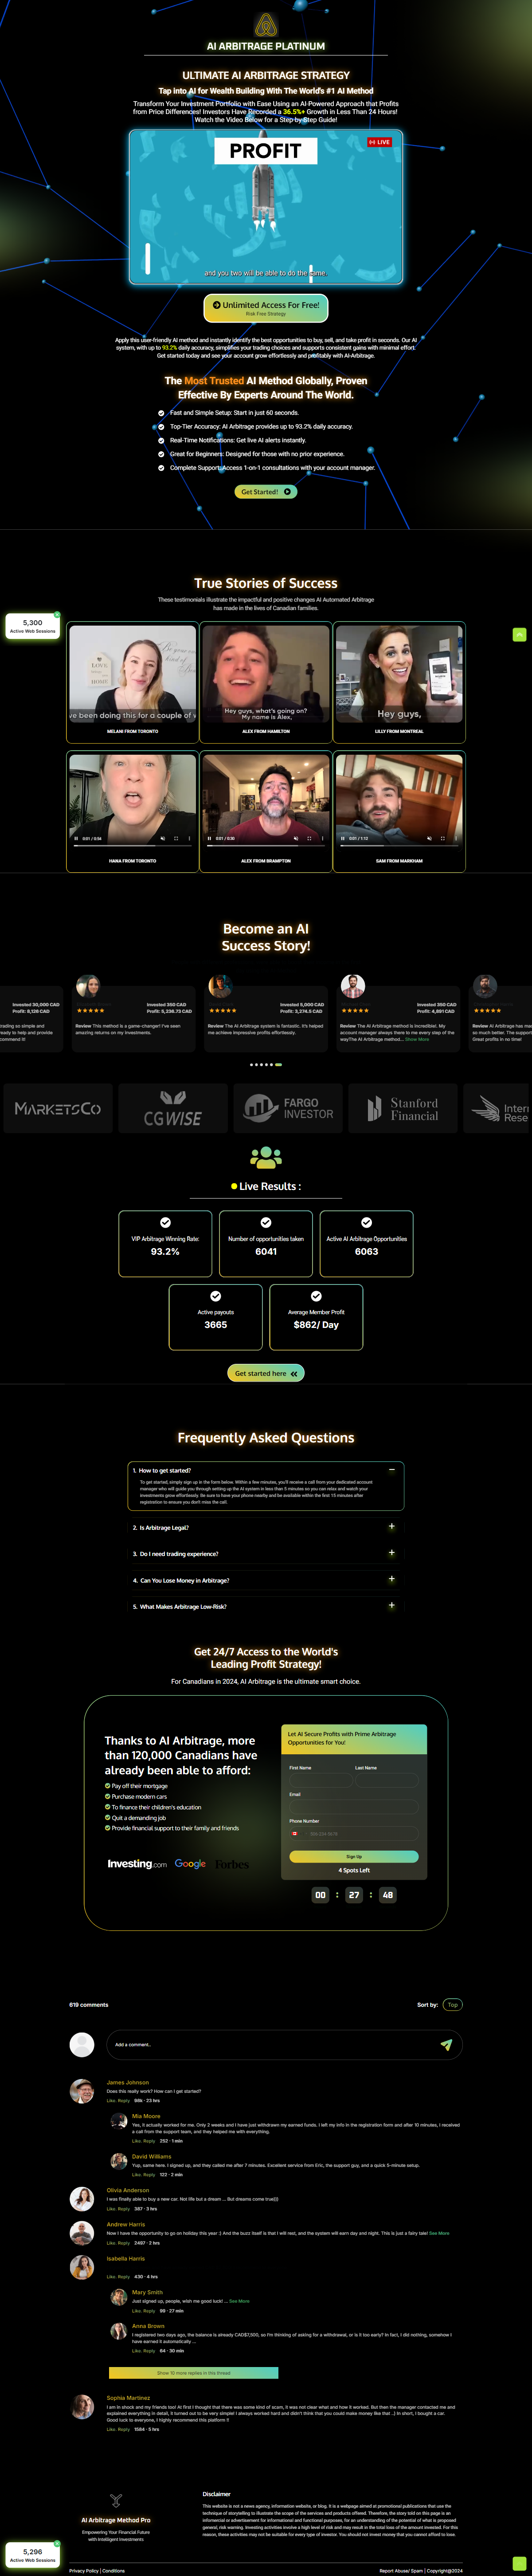 AI ARBITRAGE PLATINUM
ULTIMATE AI ARBITRAGE STRATEGY
Tap into AI for Wealth Building With The World's #1 AI Method
Transform Your Investment Portfolio with Ease Using an AI-Powered Approach that Profits
from Price Differences! Investors Have Recorded a 36.5%+ Growth in Less Than 24 Hours!
Watch the Video Below for a Step-by-Step Guide!
PROFIT
LIVE
and you two will be able to do the same.
Unlimited Access For Free!
Risk Free Strategy
Apply this user-friendly AI method and instantly identify the best opportunities to buy, sell, and take profit in seconds. Our AI
system, with up to 93.2% daily accuracy, simplifies your trading choices and supports consistent gains with minimal effort.
Get started today and see your account grow effortlessly and profitably with AI-Arbitrage.
The Most Trusted AI Method Globally, Proven
Effective By Experts Around The World.
Fast and Simple Setup: Start in just 60 seconds.
Top-Tier Accuracy: AI Arbitrage provides up to 93.2% daily accuracy.
Real-Time Notifications: Get live AI alerts instantly.
Great for Beginners: Designed for those with no prior experience.
Complete Support: Access 1-on-1 consultations with your account manager.
Get Started!
True Stories of Success
These testimonials illustrate the impactful and positive changes AI Automated Arbitrage
has made in the lives of Canadian families.
5,300
Active Web Sessions
LOVE
HOME
've been doing this for a couple of w
Hey guys, what's going on?
My name is Alex,
Hey guys,
MELANI FROM TORONTO
ALEX FROM HAMILTON
LILLY FROM MONTREAL
0:01 / 0:54
0:01 / 0:30
0:01 / 1:13
HANA FROM TORONTO
ALEX FROM BRAMPTON
SAM FROM MARKHAM
Become an AI
Success Story!
Invested 30,000 CAD
Profit: 8,126 CAD
rading so simple and
ready to help and provide
commend it!
Invested 350 CAD
Profit: 5,236.73 CAD
Review This method is a game-changer! I've seen
amazing returns on my investments.
Invested 5,000 CAD
Profit: 3,274.5 CAD
Review The AI Arbitrage system is fantastic. It's helped
me achieve impressive profits effortlessly.
Invested 350 CAD
Profit: 4,891 CAD
Review The AI Arbitrage method is incredible!. My
account manager always there to me every step of the
wayThe AI Arbitrage method... Show More
Review AI Arbitrage has ma
so much better. The support
Great profits in no time!
MARKETSCO
CGWISE
FARGO
INVESTOR
Stanford
Financial
Intern
Rese
Live Results :
VIP Arbitrage Winning Rate:
93.2%
Number of opportunities taken
6041
Active AI Arbitrage Opportunities
6063
Active payouts
3665
Average Member Profit
$862/ Day
Get started here
Frequently Asked Questions
1. How to get started?
To get started, simply sign up in the form below. Within a few minutes, you'll receive a call from your dedicated account
manager who will guide you through setting up the AI system in less than 5 minutes so you can relax and watch your
investments grow effortlessly. Be sure to have your phone nearby and be available within the first 15 minutes after
registration to ensure you don't miss the call.
2. Is Arbitrage Legal?
3. Do I need trading experience?
4. Can You Lose Money in Arbitrage?
5. What Makes Arbitrage Low-Risk?
Get 24/7 Access to the World's
Leading Profit Strategy!
For Canadians in 2024, AI Arbitrage is the ultimate smart choice.
Thanks to AI Arbitrage, more
than 120,000 Canadians have
already been able to afford:
Pay off their mortgage
Purchase modern cars
To finance their children's education
Quit a demanding job
Provide financial support to their family and friends
Investing.com
Google
Forbes
Let AI Secure Profits with Prime Arbitrage
Opportunities for You!
First Name
Last Name
Email
Phone Number
506-234-5678
Sign Up
4 Spots Left
00 : 27 : 48
619 comments
Sort by: Top
Add a comment..
James Johnson
Does this really work? How can I get started?
Like. Reply 98k · 23 hrs
Mia Moore
Yes, it actually worked for me. Only 2 weeks and I have just withdrawn my earned funds. I left my info in the registration form and after 10 minutes, I received
a call from the support team, and they helped me with everything.
Like. Reply 252 · 1 min
David Williams
Yup, same here. I signed up, and they called me after 7 minutes. Excellent service from Eric, the support guy, and a quick 5-minute setup.
Like. Reply 122 · 2 min
Olivia Anderson
I was finally able to buy a new car. Not life but a dream ... But dreams come true)))
Like. Reply 387 · 3 hrs
Andrew Harris
Now I have the opportunity to go on holiday this year :) And the buzz itself is that I will rest, and the system will earn day and night. This is just a fairy tale! See More
Like. Reply 2497 · 2 hrs
Isabella Harris
Like. Reply 430 · 4 hrs
Mary Smith
Just signed up, people, wish me good luck! ... See More
Like. Reply 99 · 27 min
Anna Brown
I registered two days ago, the balance is already CAD$7,500, so I'm thinking of asking for a withdrawal, or is it too early? In fact, I did nothing, somehow I
have earned it automatically ...
Like. Reply 64 · 30 min
Show 10 more replies in this thread
Sophia Martinez
I am in shock and my friends too! At first I thought that there was some kind of scam, it was not clear what and how it worked. But then the manager contacted me and
explained everything in detail, it turned out to be very simple! I always worked hard and didn't think that you could make money like that ..) In short, I bought a car.
Good luck to everyone, I highly recommend this platform !!
Like. Reply 1584 · 5 hrs
AI Arbitrage Method Pro
Empowering Your Financial Future
with Intelligent Investments
Disclaimer
This website is not a news agency, information website, or blog. It is a webpage aimed at promotional publications that use the
technique of storytelling to illustrate the scope of the services and products offered. Therefore, the story told on this page is an
infomercial or advertisement for informational and functional purposes, for an understanding of the potential of what is proposed
general, risk warning. Investing activities involve a high level of risk and may result in the total loss of the amount invested. For this
reason, these activities may not be suitable for every type of investor. You should not invest money that you cannot afford to lose.
5,296
Active Web Sessions
Privacy Policy | Conditions
Report Abuse/ Spam | Copyright@2024